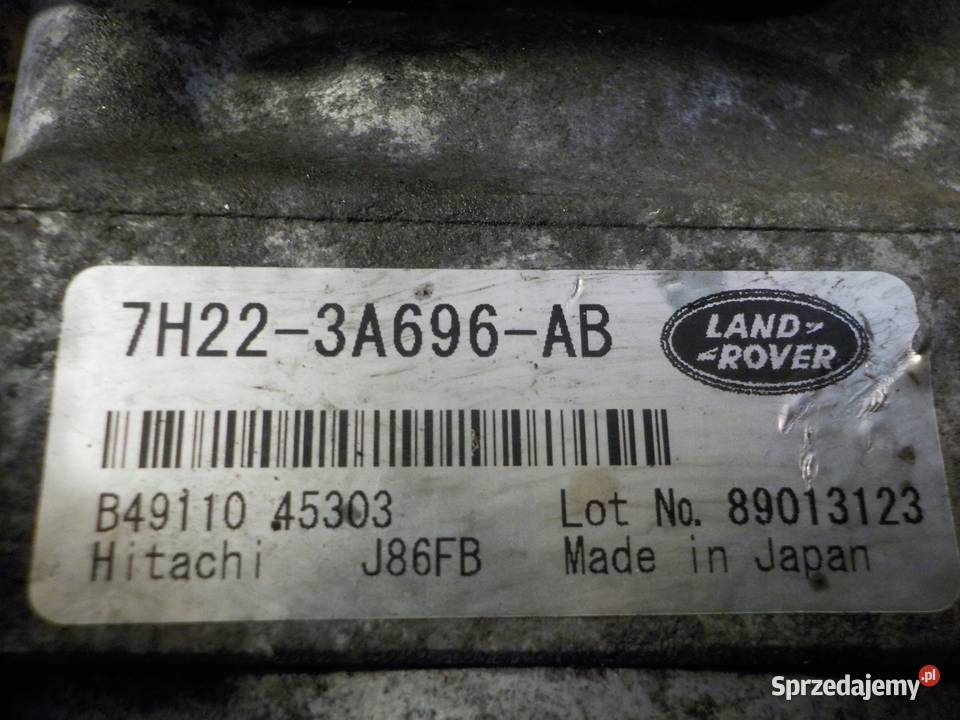 7H22-3A696-AB
LAND-
-ROVER
B49110 45303
Lot No. 89013123
Hitachi J86FB
Made in Japan
Sprzedajemy.pl